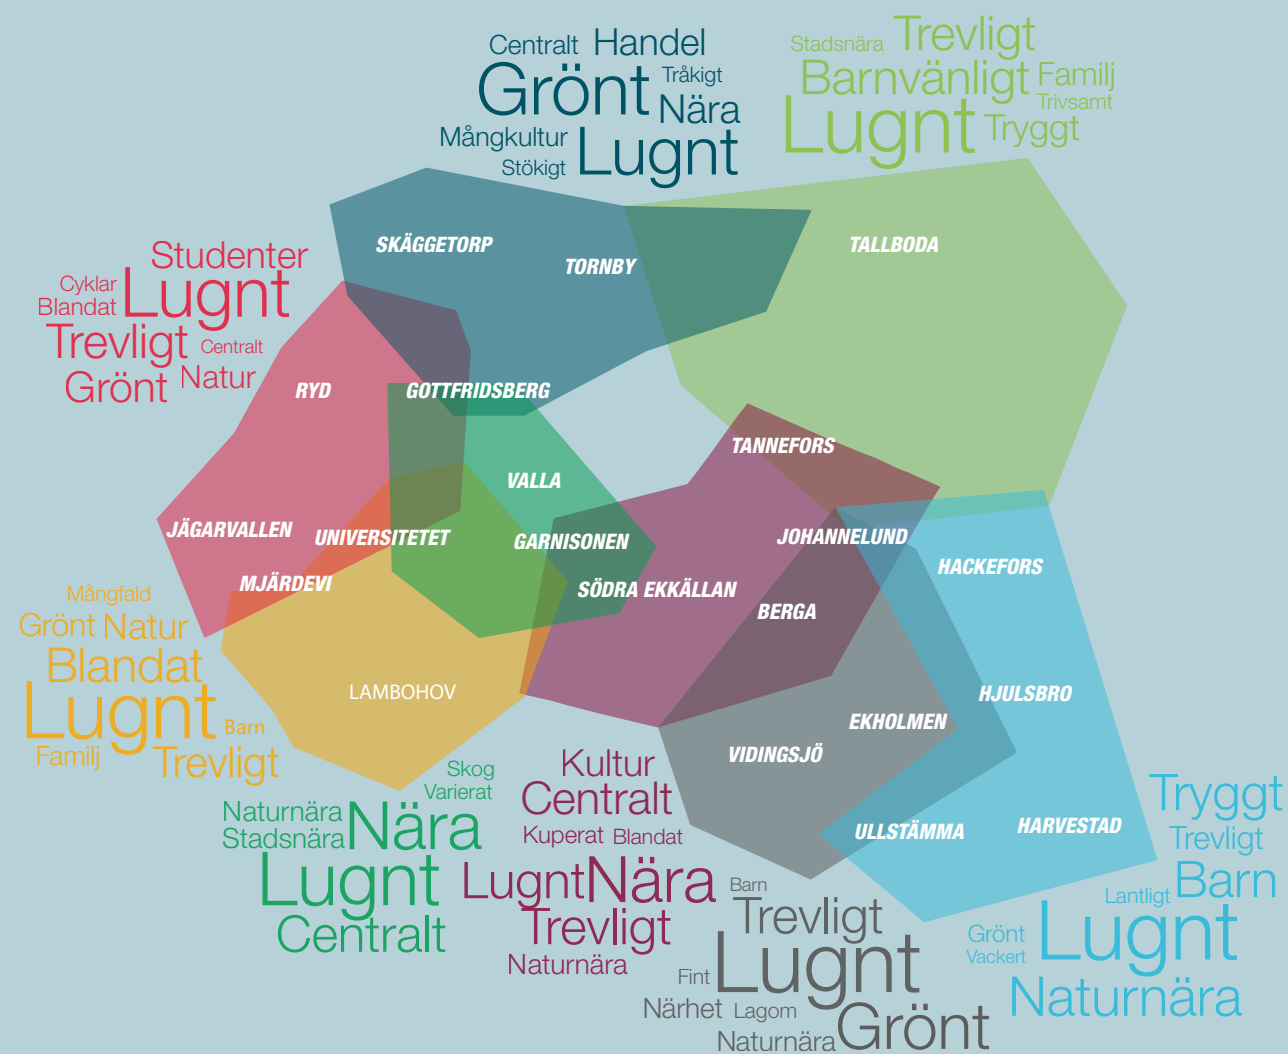 Centralt Handel
Grönt Tråkigt
Nära
Mångkultur Lugnt
Stökigt
Stadsnära Trevligt
Barnvänligt Familj
Trivsamt
Lugnt Tryggt
SKÄGGETORP
TORNBY
TALLBODA
Studenter
Cyklar Lugnt
Blandat
Trevligt Centralt
Grönt Natur
RYD
GOTTFRIDSBERG
TANNEFORS
VALLA
JÄGARVALLEN
UNIVERSITETET
GARNISONEN
JOHANNELUND
HACKEFORS
MJÄRDEVI
SÖDRA EKKÄLLAN
BERGA
Mångfald
Grönt Natur
Blandat
Lugnt Barn
Familj Trevligt
LAMBOHOV
HJULSBRO
EKHOLMEN
VIDINGSJÖ
ULLSTÄMMA
HARVESTAD
Skog
Varierat
Naturnära Nära
Stadsnära
Lugnt
Centralt
Kultur
Centralt
Kuperat Blandat
Lugnt Nära
Trevligt
Naturnära
Barn
Trevligt
Fint Lugnt
Närhet Lagom
Naturnära Grönt
Tryggt
Trevligt
Lantligt Barn
Grönt Lugnt
Vackert
Naturnära